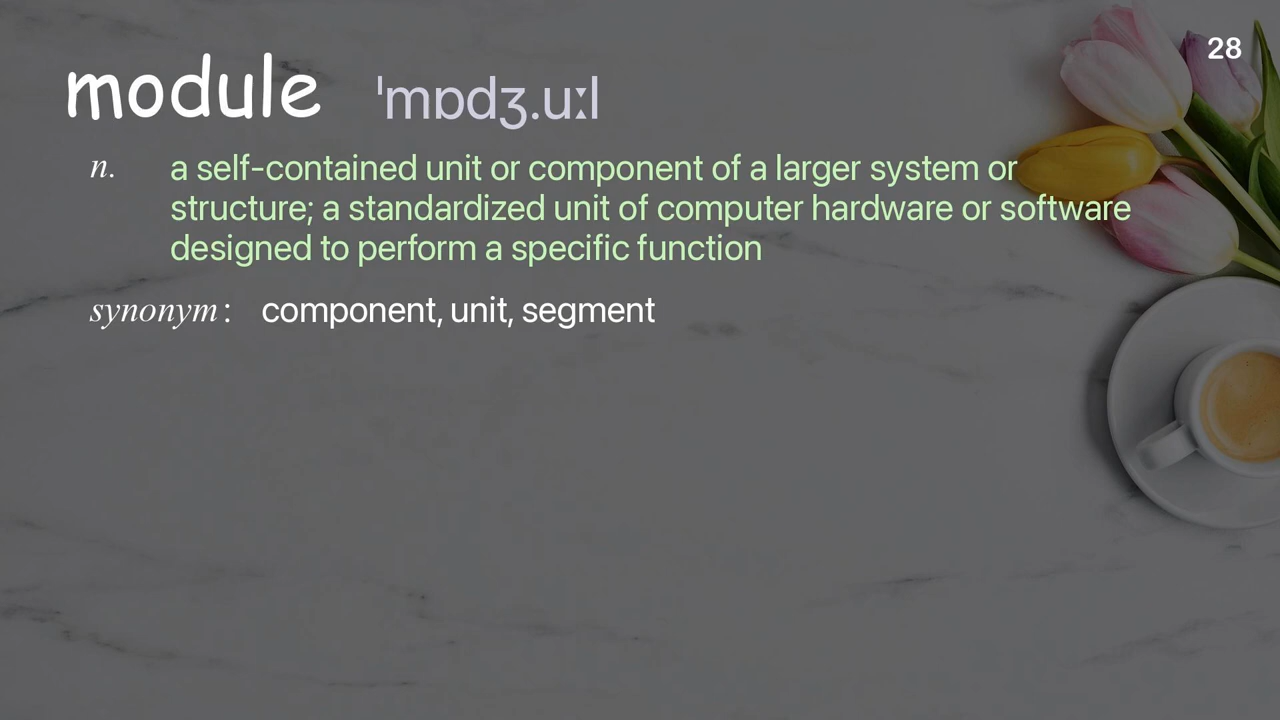 28
module ˈmɒdʒ.uːl
n. a self-contained unit or component of a larger system or
structure; a standardized unit of computer hardware or software
designed to perform a specific function
synonym: component, unit, segment